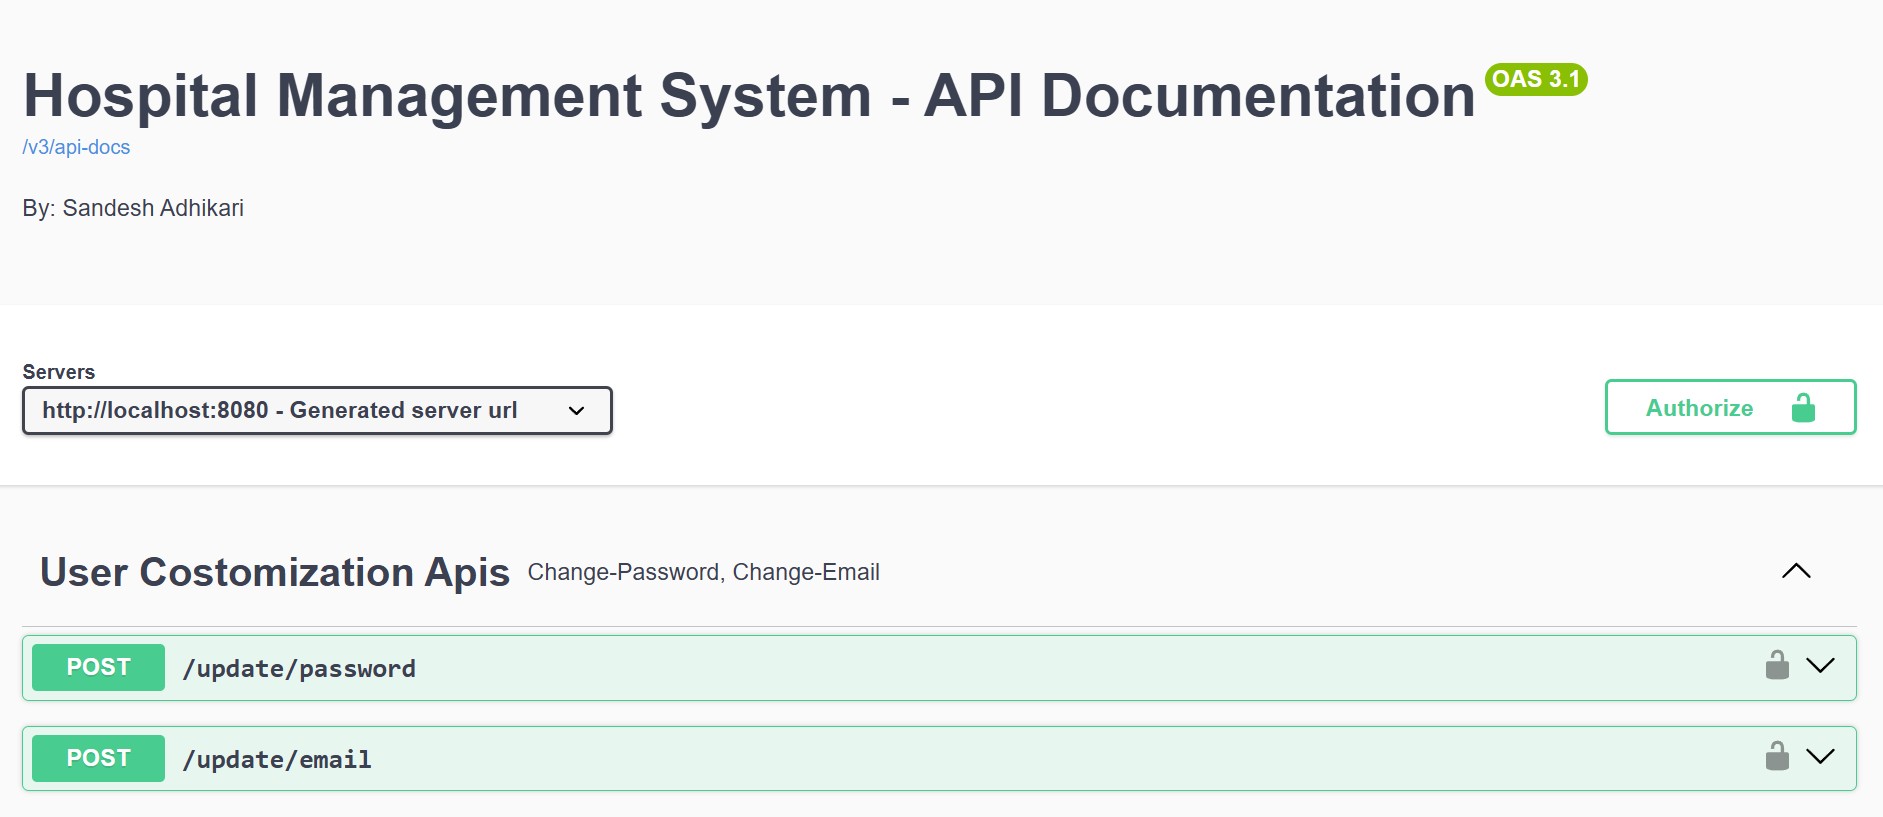 Hospital Management System - API Documentation OAS 3.1
/v3/api-docs
By: Sandesh Adhikari
Servers
http://localhost:8080 - Generated server url
Authorize
User Costomization Apis Change-Password, Change-Email
POST /update/password
POST /update/email